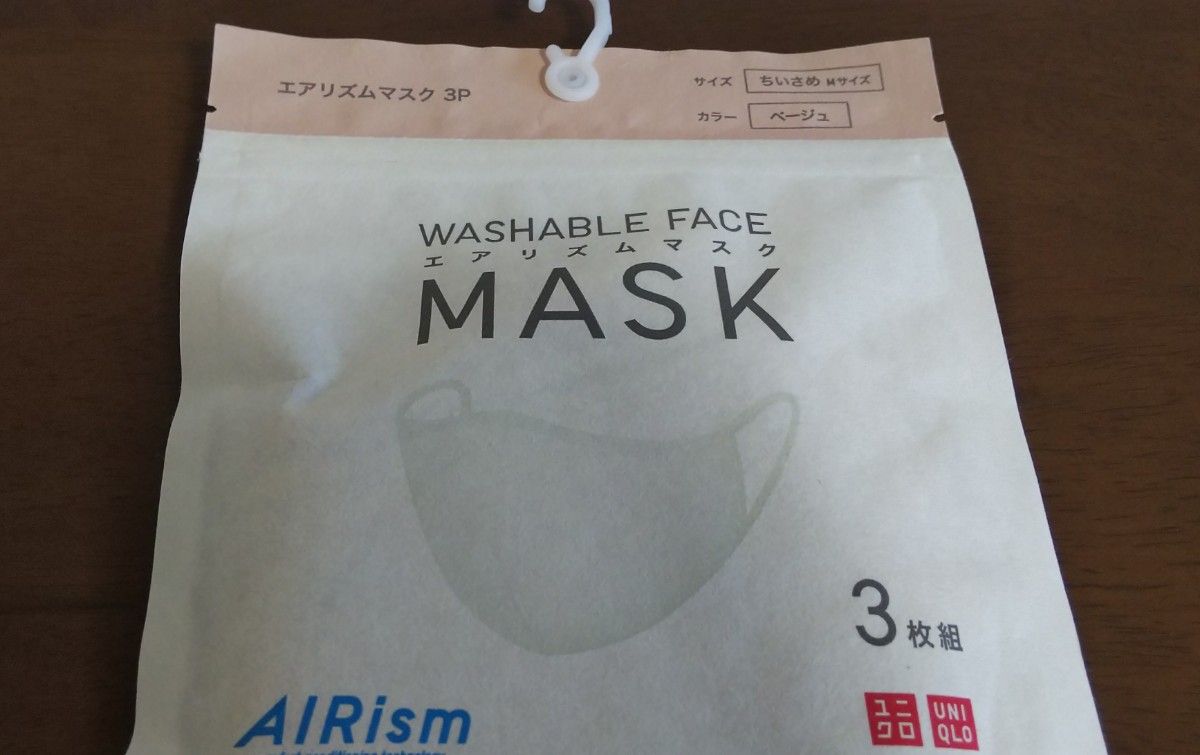 エアリズムマスク 3P
サイズ ちいさめ Mサイズ
カラー ベージュ
WASHABLE FACE
エアリズムマスク
MASK
3枚組
AIRism
ユニクロ
UNIQLO